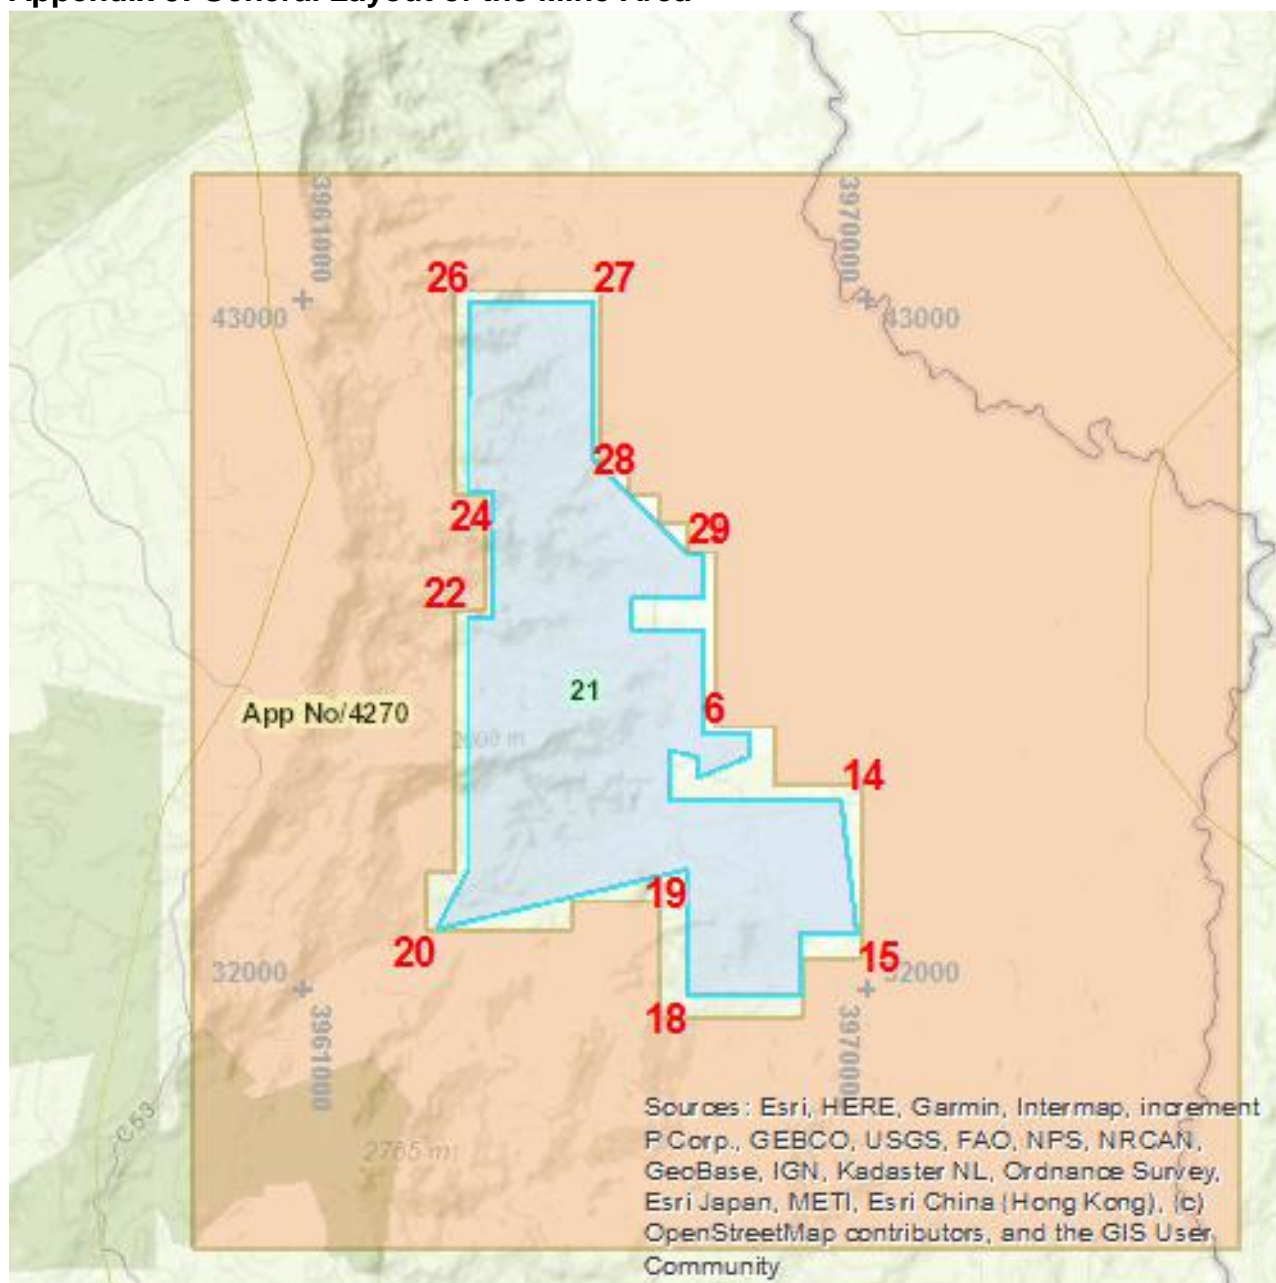 Appendix 3: General Layout of the Mine Area
3961000
3970000
26
27
43000
43000
28
24
29
22
21
App No/4270
6
2000 m
14
19
20
15
32000
32000
18
3961000
3970000
C53
2765 m
Sources: Esri, HERE, Garmin, Intermap, increment
P Corp., GEBCO, USGS, FAO, NPS, NRCAN,
GeoBase, IGN, Kadaster NL, Ordnance Survey,
Esri Japan, METI, Esri China (Hong Kong), (c)
OpenStreetMap contributors, and the GIS User
Community